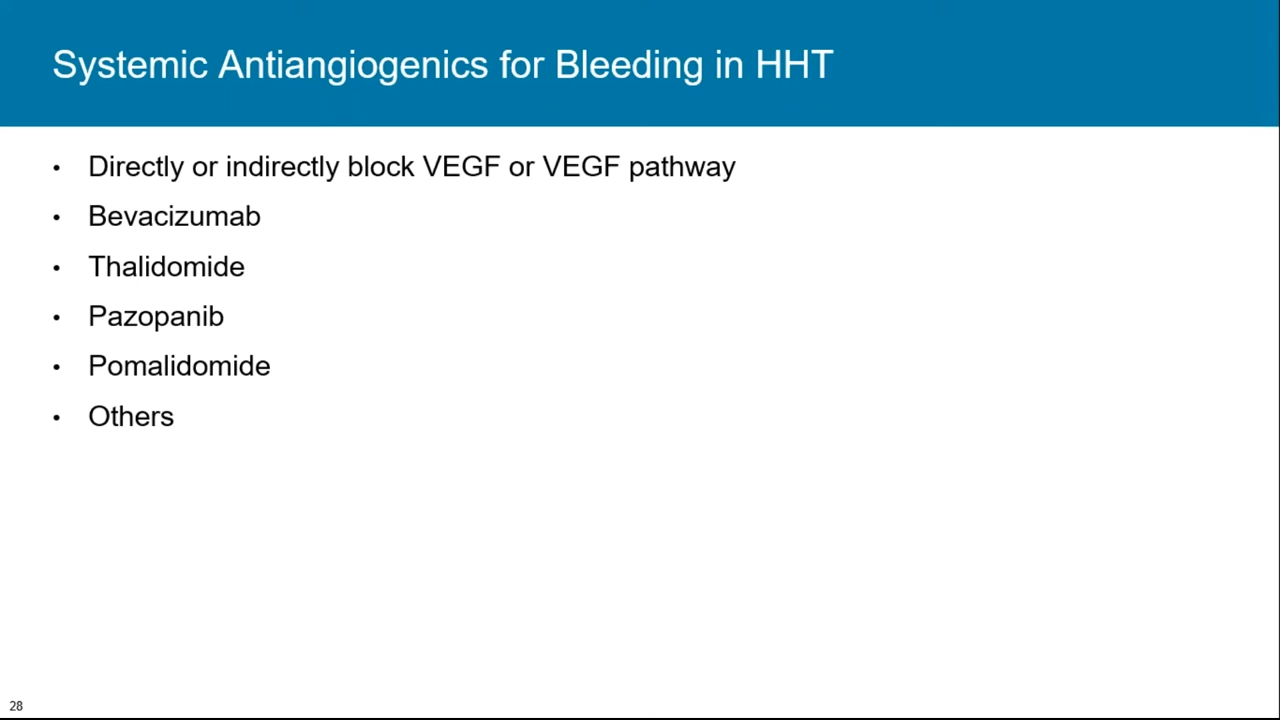 Systemic Antiangiogenics for Bleeding in HHT
• Directly or indirectly block VEGF or VEGF pathway
• Bevacizumab
• Thalidomide
• Pazopanib
• Pomalidomide
• Others
28